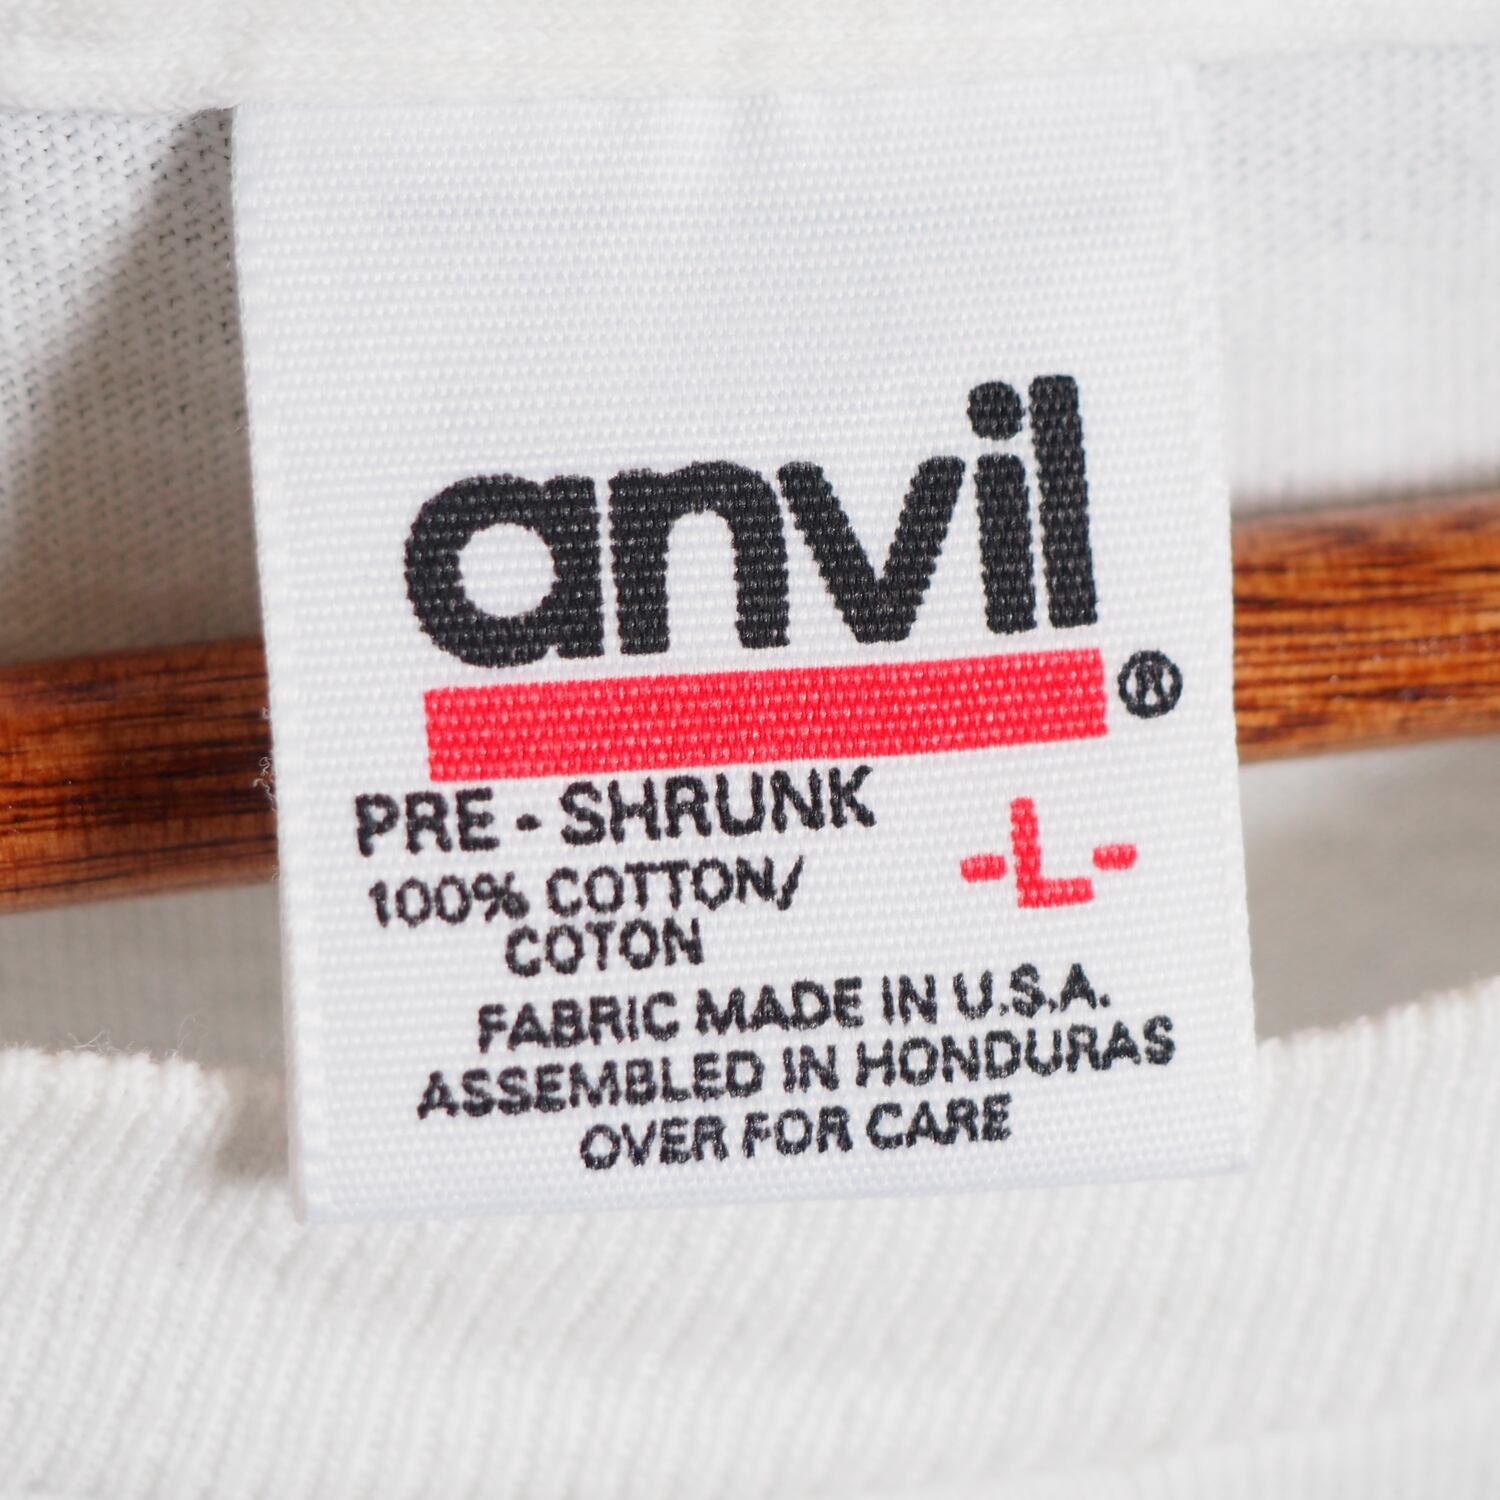 anvil®
PRE - SHRUNK
-L-
100% COTTON/
COTON
FABRIC MADE IN U.S.A.
ASSEMBLED IN HONDURAS
OVER FOR CARE